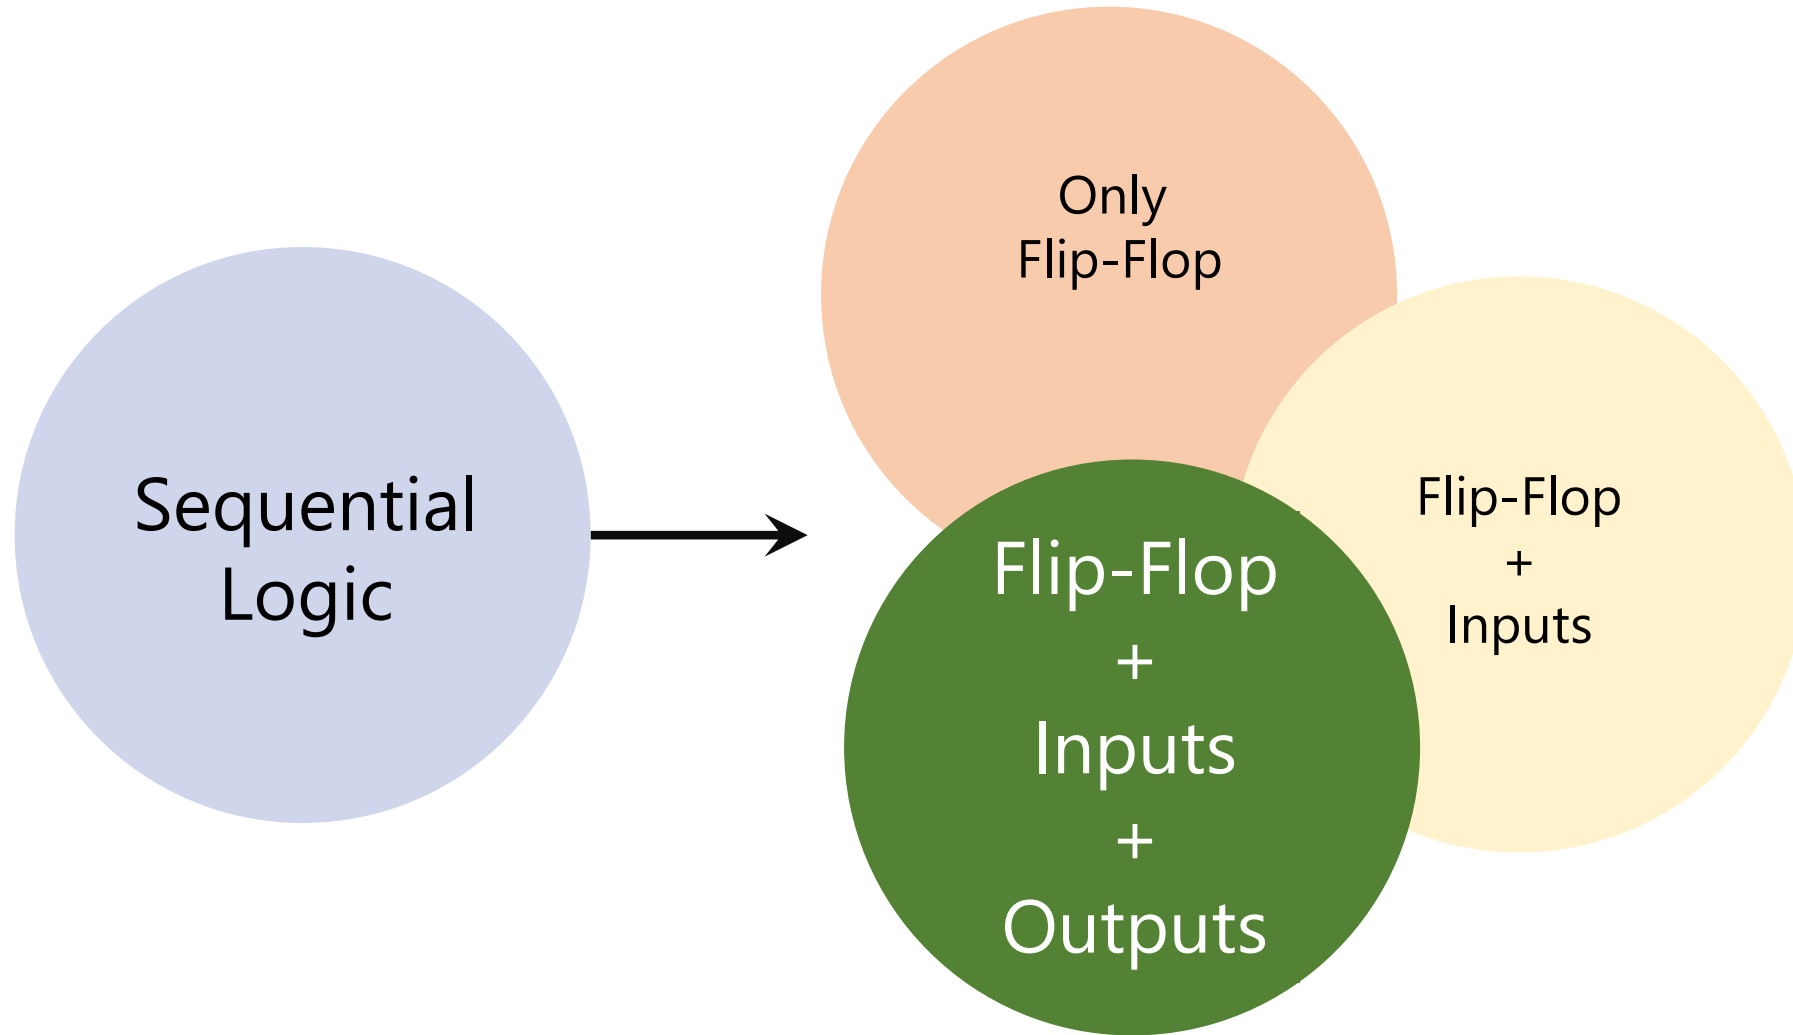 Sequential
Logic
Only
Flip-Flop
Flip-Flop
+
Inputs
Flip-Flop
+
Inputs
+
Outputs